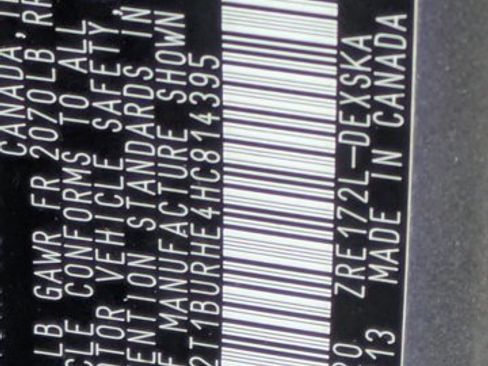 CANADA,
LB GAWR FR 2070LB,
CLE CONFORMS TO ALL
TOR VEHICLE SAFETY,
ENTION STANDARDS IN
F MANUFACTURE SHOWN
2T1BURHE4HC814395
ZRE172L-DEXSKA
13 MADE IN CANADA